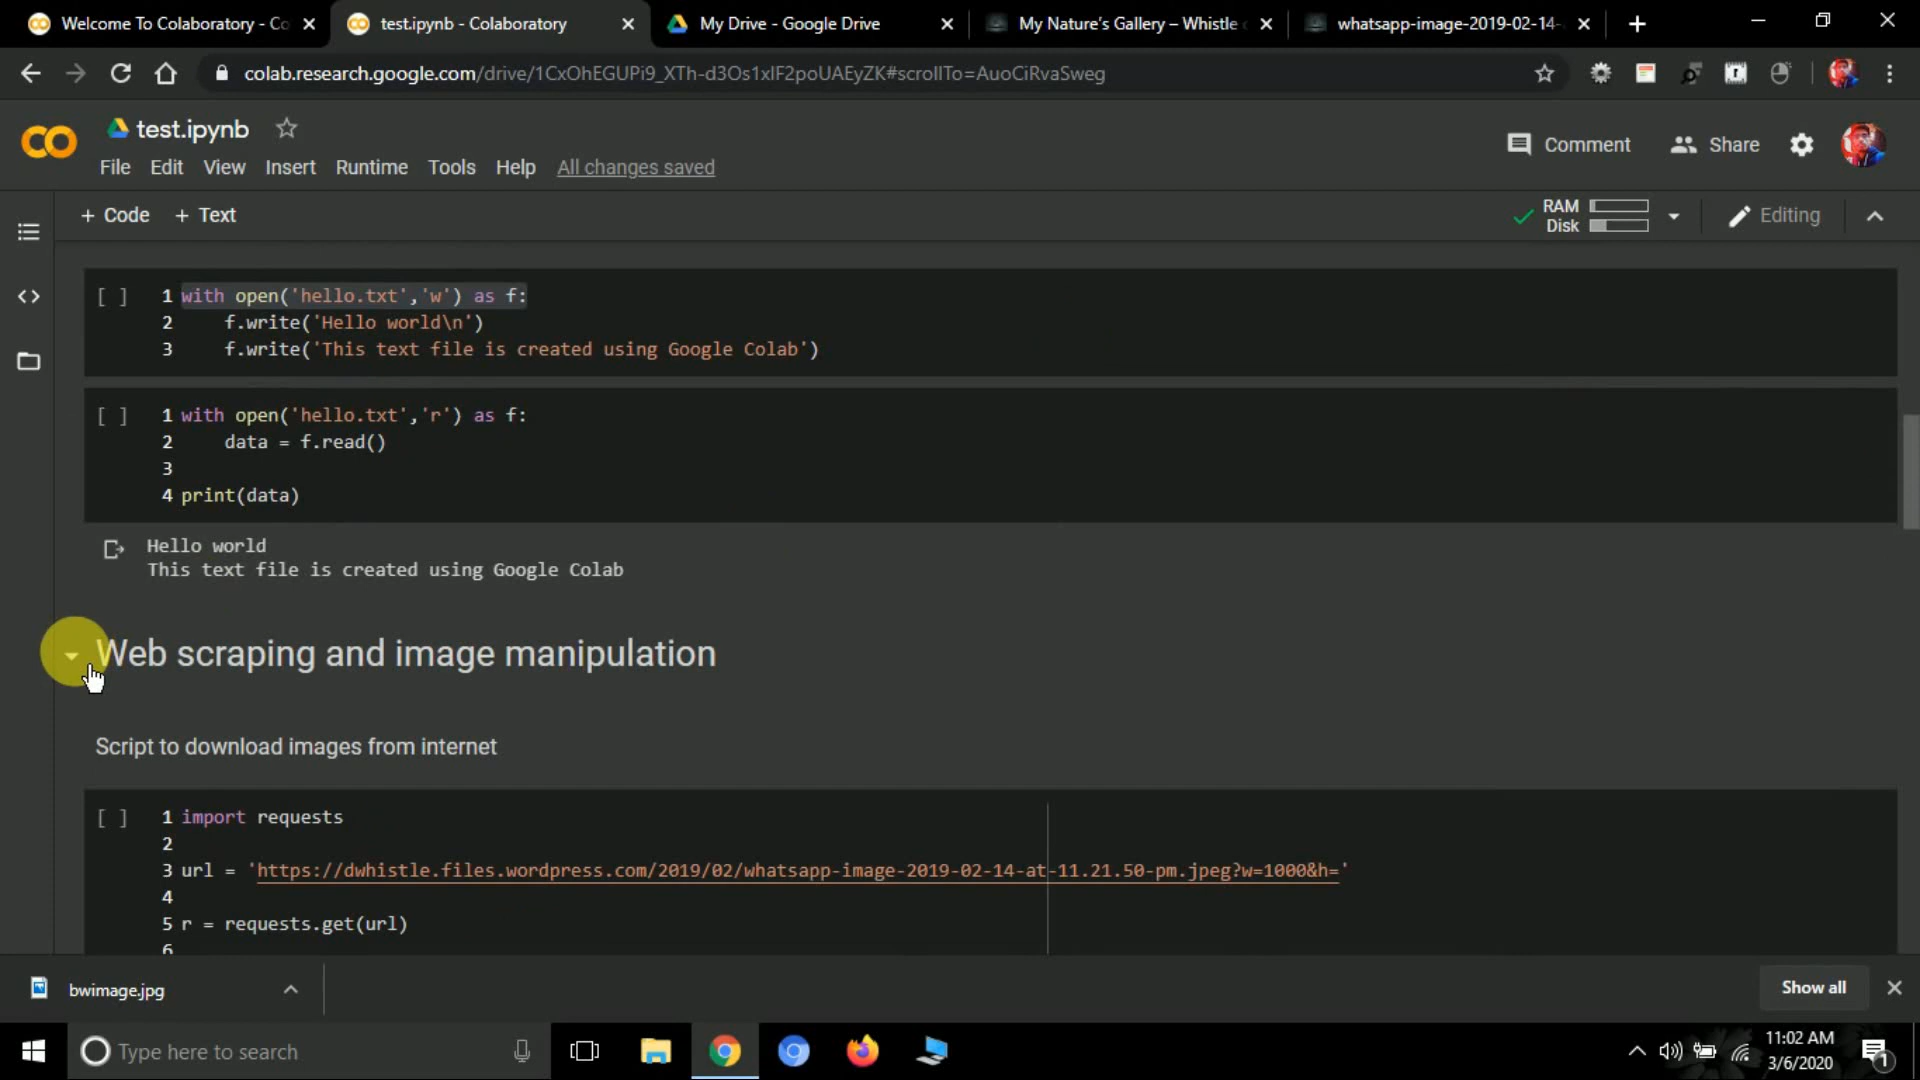 Welcome To Colaboratory - Co
test.ipynb - Colaboratory
My Drive - Google Drive
My Nature's Gallery – Whistle
whatsapp-image-2019-02-14-
colab.research.google.com/drive/1CxOhEGUPi9_XTh-d3Os1xIF2poUAEyZK#scrollTo=AuoCiRvaSweg
CO
test.ipynb
Comment
Share
File Edit View Insert Runtime Tools Help All changes saved
+ Code + Text
RAM
Disk
Editing
[ ] 1 with open('hello.txt','w') as f:
2 f.write('Hello world\n')
3 f.write('This text file is created using Google Colab')
[ ] 1 with open('hello.txt','r') as f:
2 data = f.read()
3
4 print(data)
Hello world
This text file is created using Google Colab
Web scraping and image manipulation
Script to download images from internet
[ ] 1 import requests
2
3 url = 'https://dwhistle.files.wordpress.com/2019/02/whatsapp-image-2019-02-14-at-11.21.50-pm.jpeg?w=1000&h='
4
5 r = requests.get(url)
6
bwimage.jpg
Show all
Type here to search
11:02 AM
3/6/2020
1